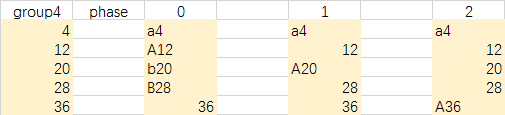 group4 phase 0 1 2
4 a4 a4 a4
12 A12 12 12
20 b20 A20 20
28 B28 28 28
36 36 36 A36